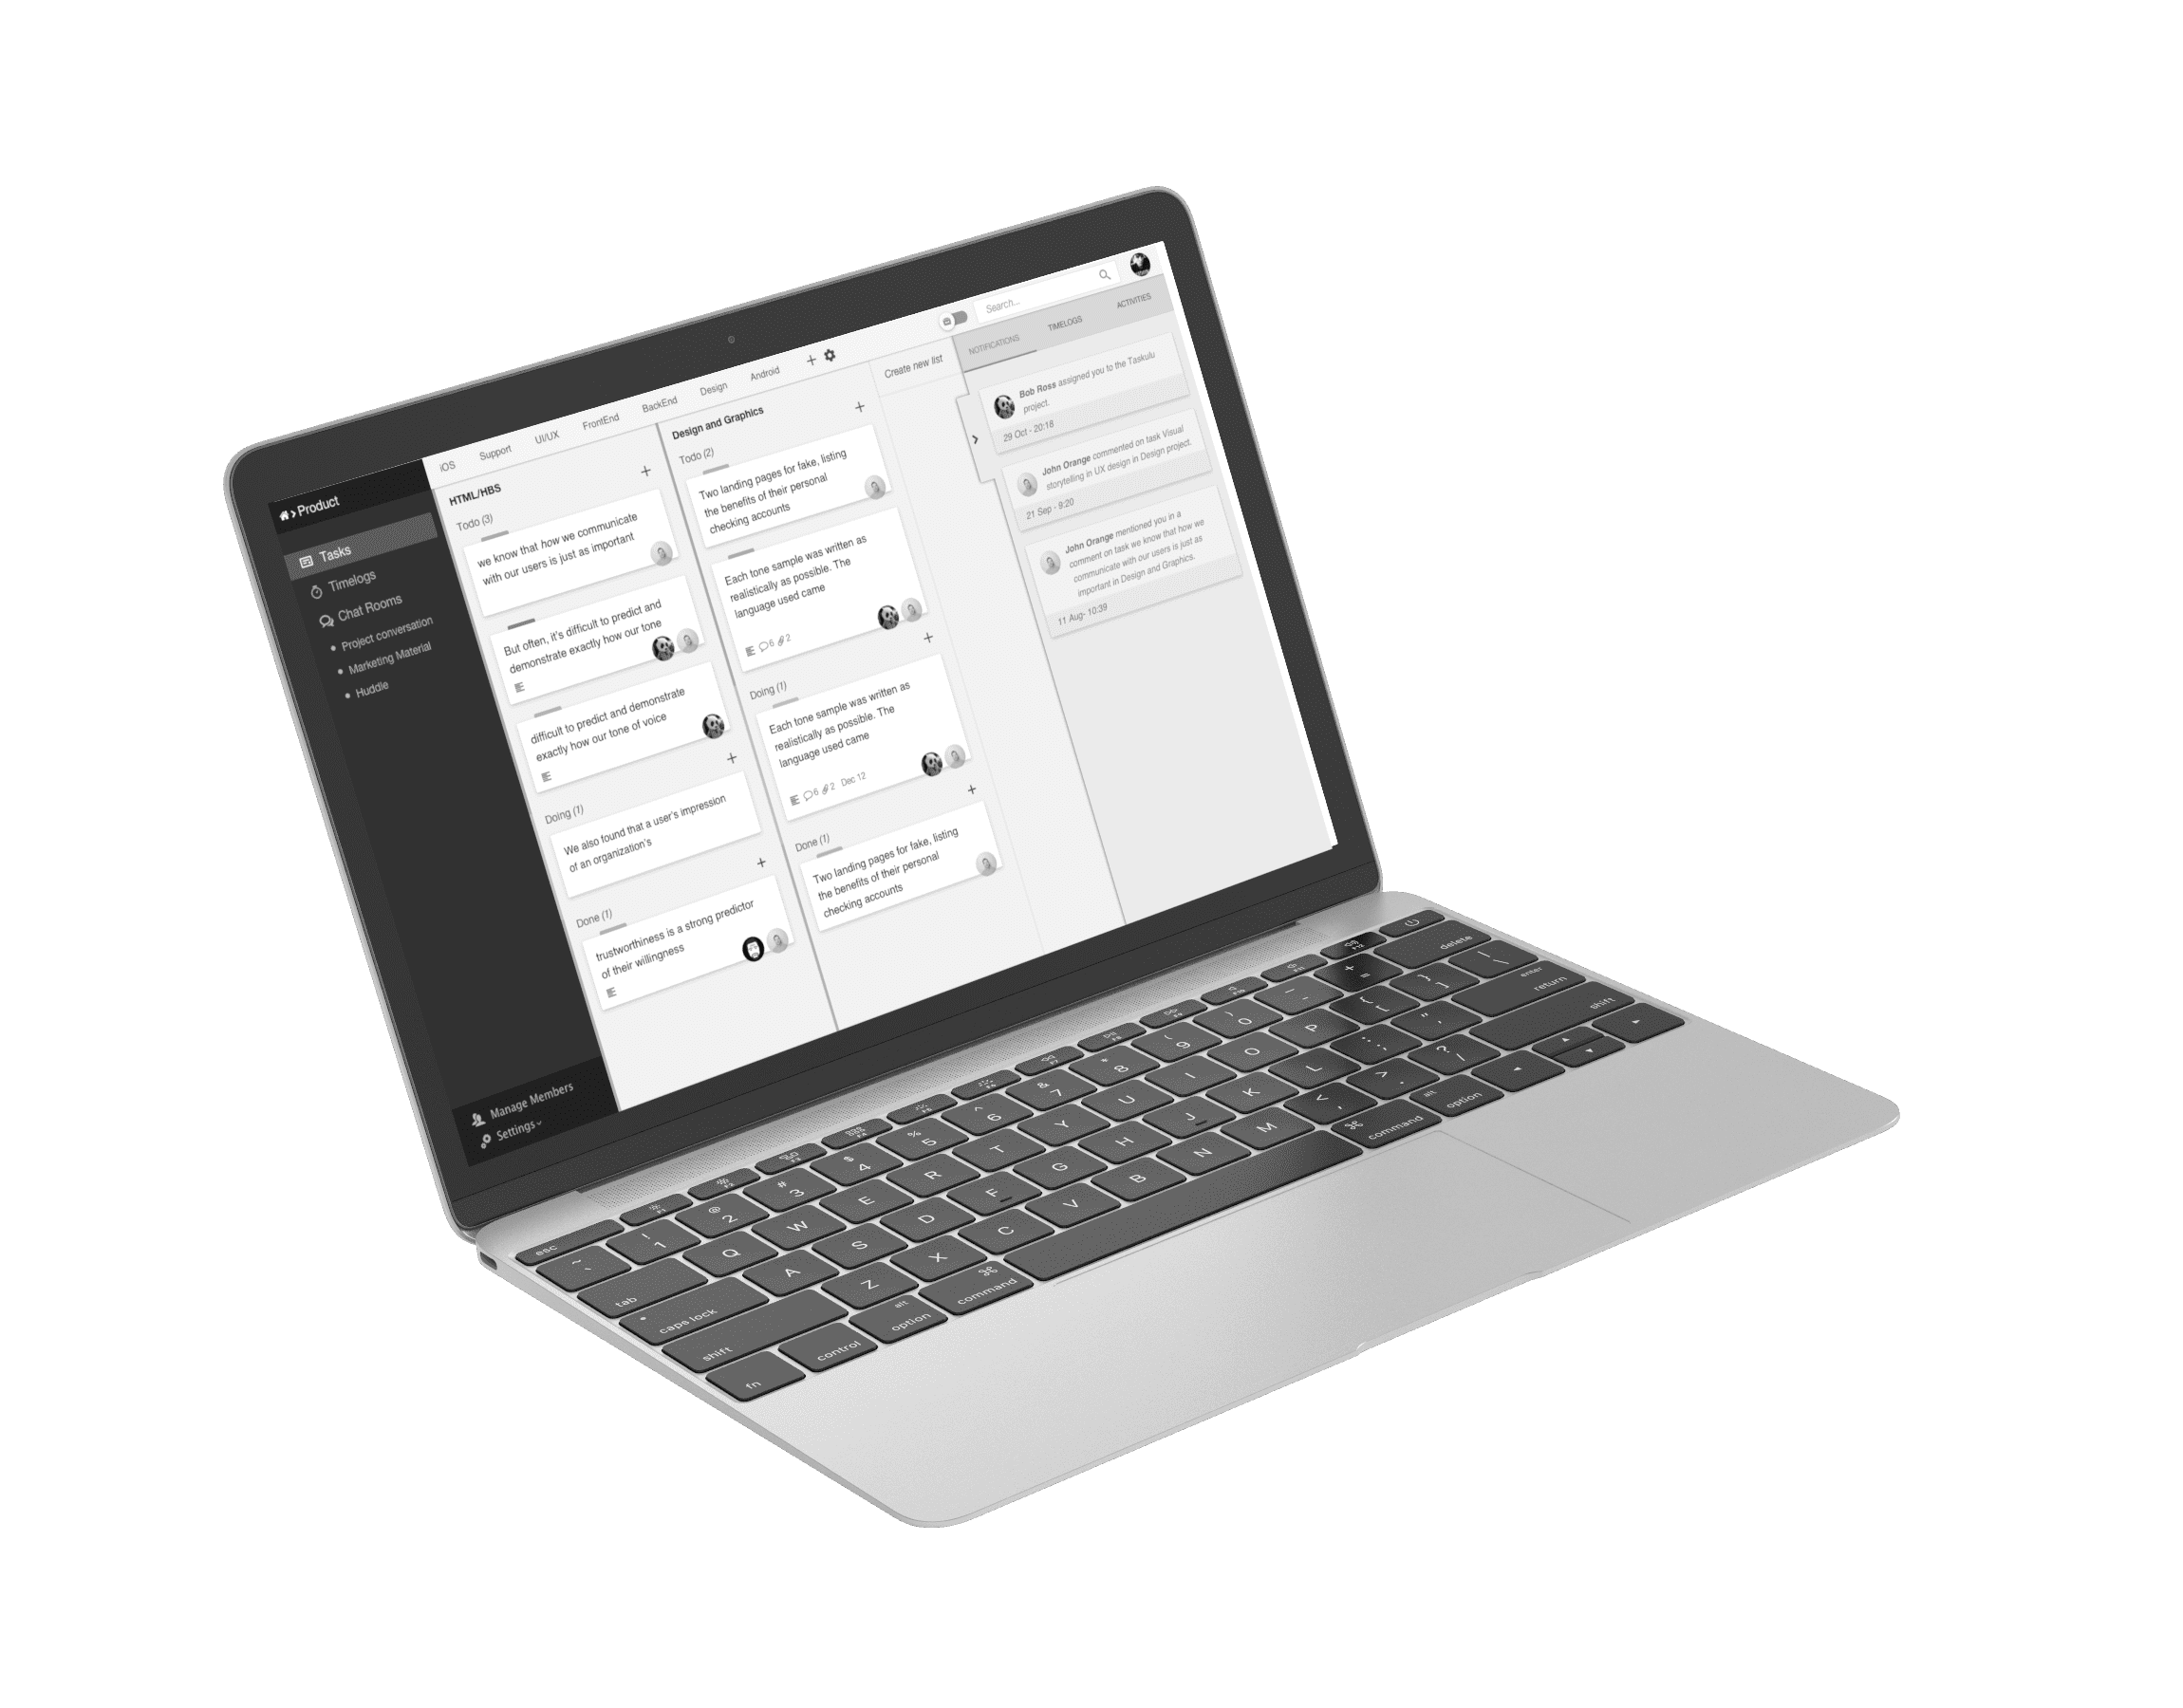 Product
Tasks
Timelogs
Chat Rooms
Project conversation
Marketing Material
Huddle
Manage Members
Settings
iOS
Support
UI/UX
FrontEnd
BackEnd
Design
Android
Search...
HTML/HBS
Todo (3)
we know that how we communicate
with our users is just as important
But often, it's difficult to predict and
demonstrate exactly how our tone
difficult to predict and demonstrate
exactly how our tone of voice
Doing (1)
We also found that a user's impression
of an organization's
Done (1)
trustworthiness is a strong predictor
of their willingness
Design and Graphics
Todo (2)
Two landing pages for fake, listing
the benefits of their personal
checking accounts
Each tone sample was written as
realistically as possible. The
language used came
6 2
Doing (1)
Each tone sample was written as
realistically as possible. The
language used came
6 2 Dec 12
Done (1)
Two landing pages for fake, listing
the benefits of their personal
checking accounts
Create new list
NOTIFICATIONS
TIMELOGS
ACTIVITIES
Bob Ross assigned you to the Taskulu
project.
29 Oct - 20:18
John Orange commented on task Visual
storytelling in UX design in Design project.
21 Sep - 9:20
John Orange mentioned you in a
comment on task we know that how we
communicate with our users is just as
important in Design and Graphics.
11 Aug- 10:39
esc F1 F2 F3 F4 F5 F6 F7 F8 F9 F10 F11 F12
~ ` ! 1 @ 2 # 3 $ 4 % 5 ^ 6 & 7 * 8 ( 9 ) 0 _ - + = delete
tab Q W E R T Y U I O P { [ } ] | \
caps lock A S D F G H J K L : ; " ' enter return
shift Z X C V B N M < , > . ? / shift
fn control alt option ⌘ command ⌘ command alt option